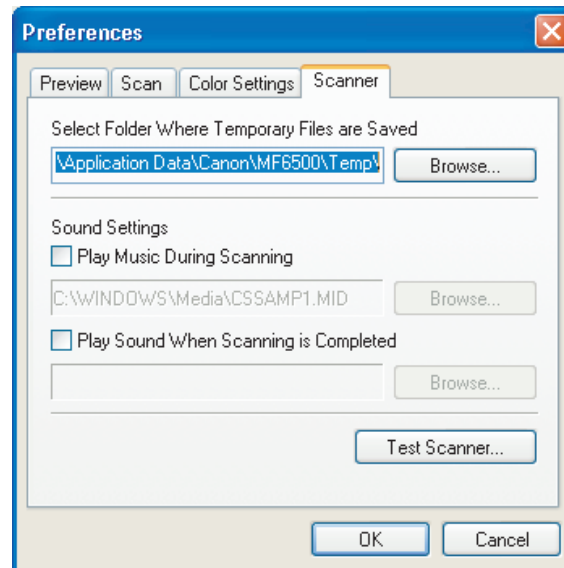 Preferences
Preview Scan Color Settings Scanner
Select Folder Where Temporary Files are Saved
\Application Data\Canon\MF6500\Temp\ Browse...
Sound Settings
Play Music During Scanning
C:\WINDOWS\Media\CSSAMP1.MID Browse...
Play Sound When Scanning is Completed
Browse...
Test Scanner...
OK Cancel